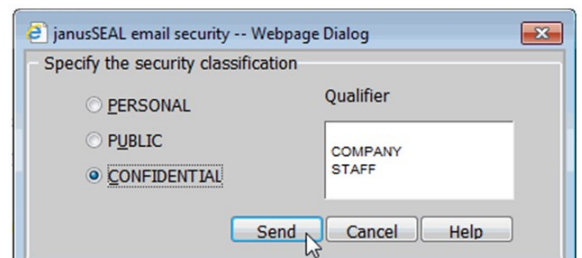 janusSEAL email security -- Webpage Dialog
Specify the security classification
PERSONAL
Qualifier
PUBLIC
CONFIDENTIAL
COMPANY
STAFF
Send
Cancel
Help